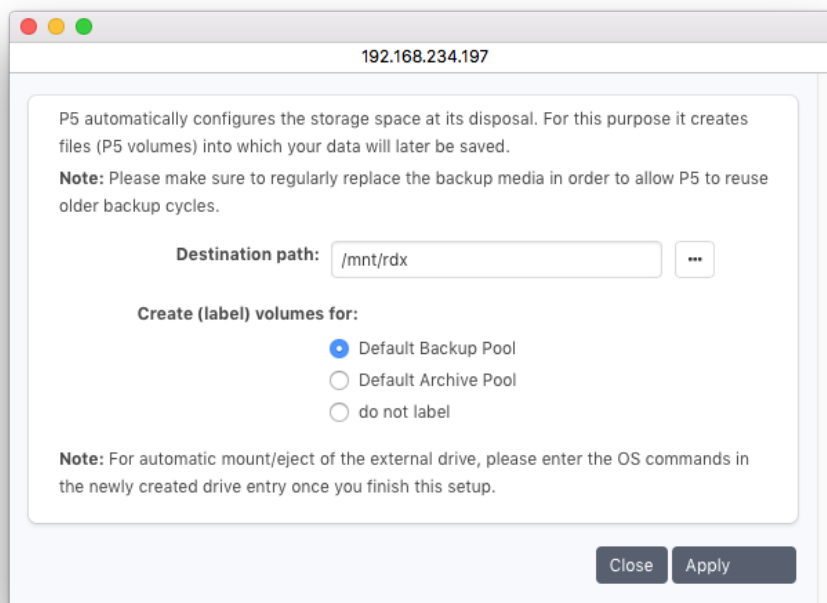 192.168.234.197
P5 automatically configures the storage space at its disposal. For this purpose it creates
files (P5 volumes) into which your data will later be saved.
Note: Please make sure to regularly replace the backup media in order to allow P5 to reuse
older backup cycles.
Destination path: /mnt/rdx ...
Create (label) volumes for:
Default Backup Pool
Default Archive Pool
do not label
Note: For automatic mount/eject of the external drive, please enter the OS commands in
the newly created drive entry once you finish this setup.
Close Apply